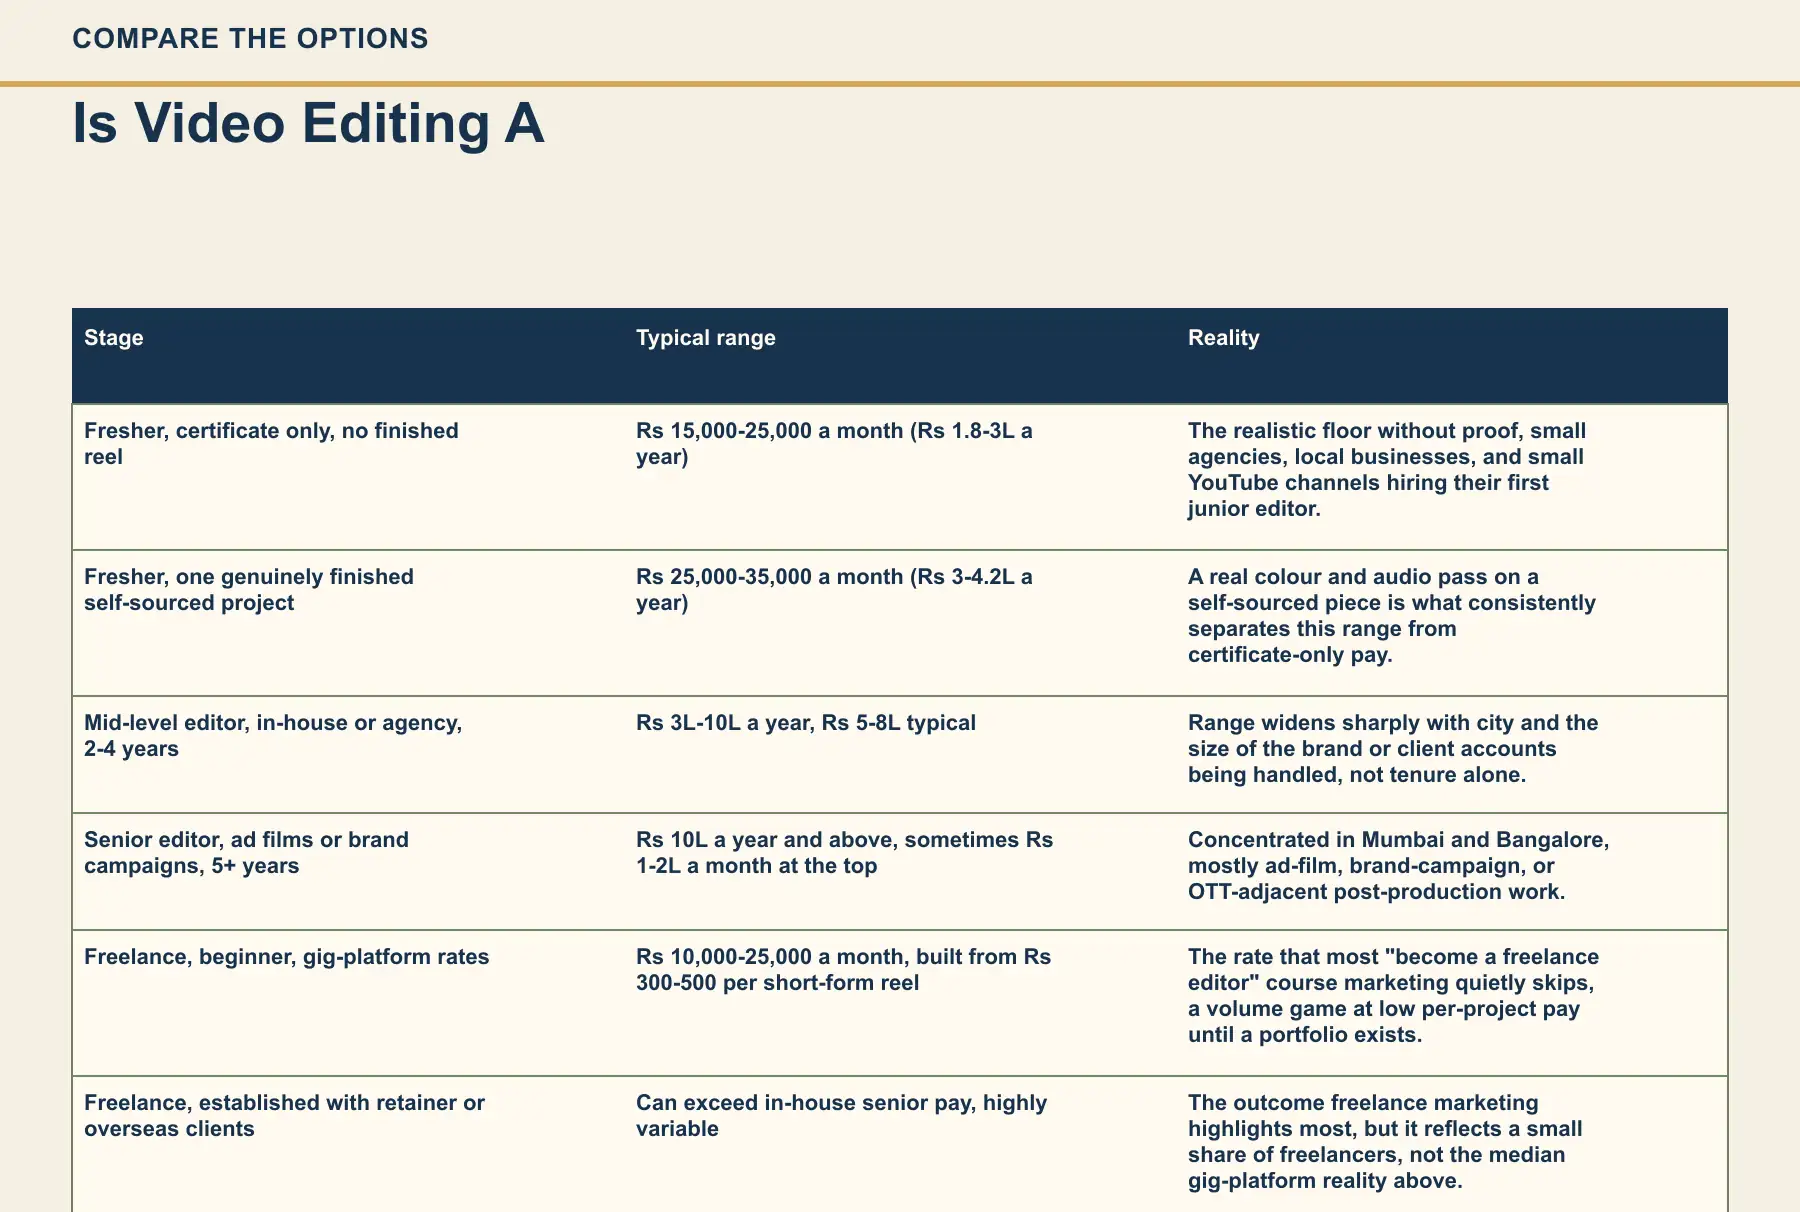 COMPARE THE OPTIONS
Is Video Editing A
Stage
Typical range
Reality
Fresher, certificate only, no finished
reel
Rs 15,000-25,000 a month (Rs 1.8-3L a
year)
The realistic floor without proof, small
agencies, local businesses, and small
YouTube channels hiring their first
junior editor.
Fresher, one genuinely finished
self-sourced project
Rs 25,000-35,000 a month (Rs 3-4.2L a
year)
A real colour and audio pass on a
self-sourced piece is what consistently
separates this range from
certificate-only pay.
Mid-level editor, in-house or agency,
2-4 years
Rs 3L-10L a year, Rs 5-8L typical
Range widens sharply with city and the
size of the brand or client accounts
being handled, not tenure alone.
Senior editor, ad films or brand
campaigns, 5+ years
Rs 10L a year and above, sometimes Rs
1-2L a month at the top
Concentrated in Mumbai and Bangalore,
mostly ad-film, brand-campaign, or
OTT-adjacent post-production work.
Freelance, beginner, gig-platform rates
Rs 10,000-25,000 a month, built from Rs
300-500 per short-form reel
The rate that most "become a freelance
editor" course marketing quietly skips,
a volume game at low per-project pay
until a portfolio exists.
Freelance, established with retainer or
overseas clients
Can exceed in-house senior pay, highly
variable
The outcome freelance marketing
highlights most, but it reflects a small
share of freelancers, not the median
gig-platform reality above.